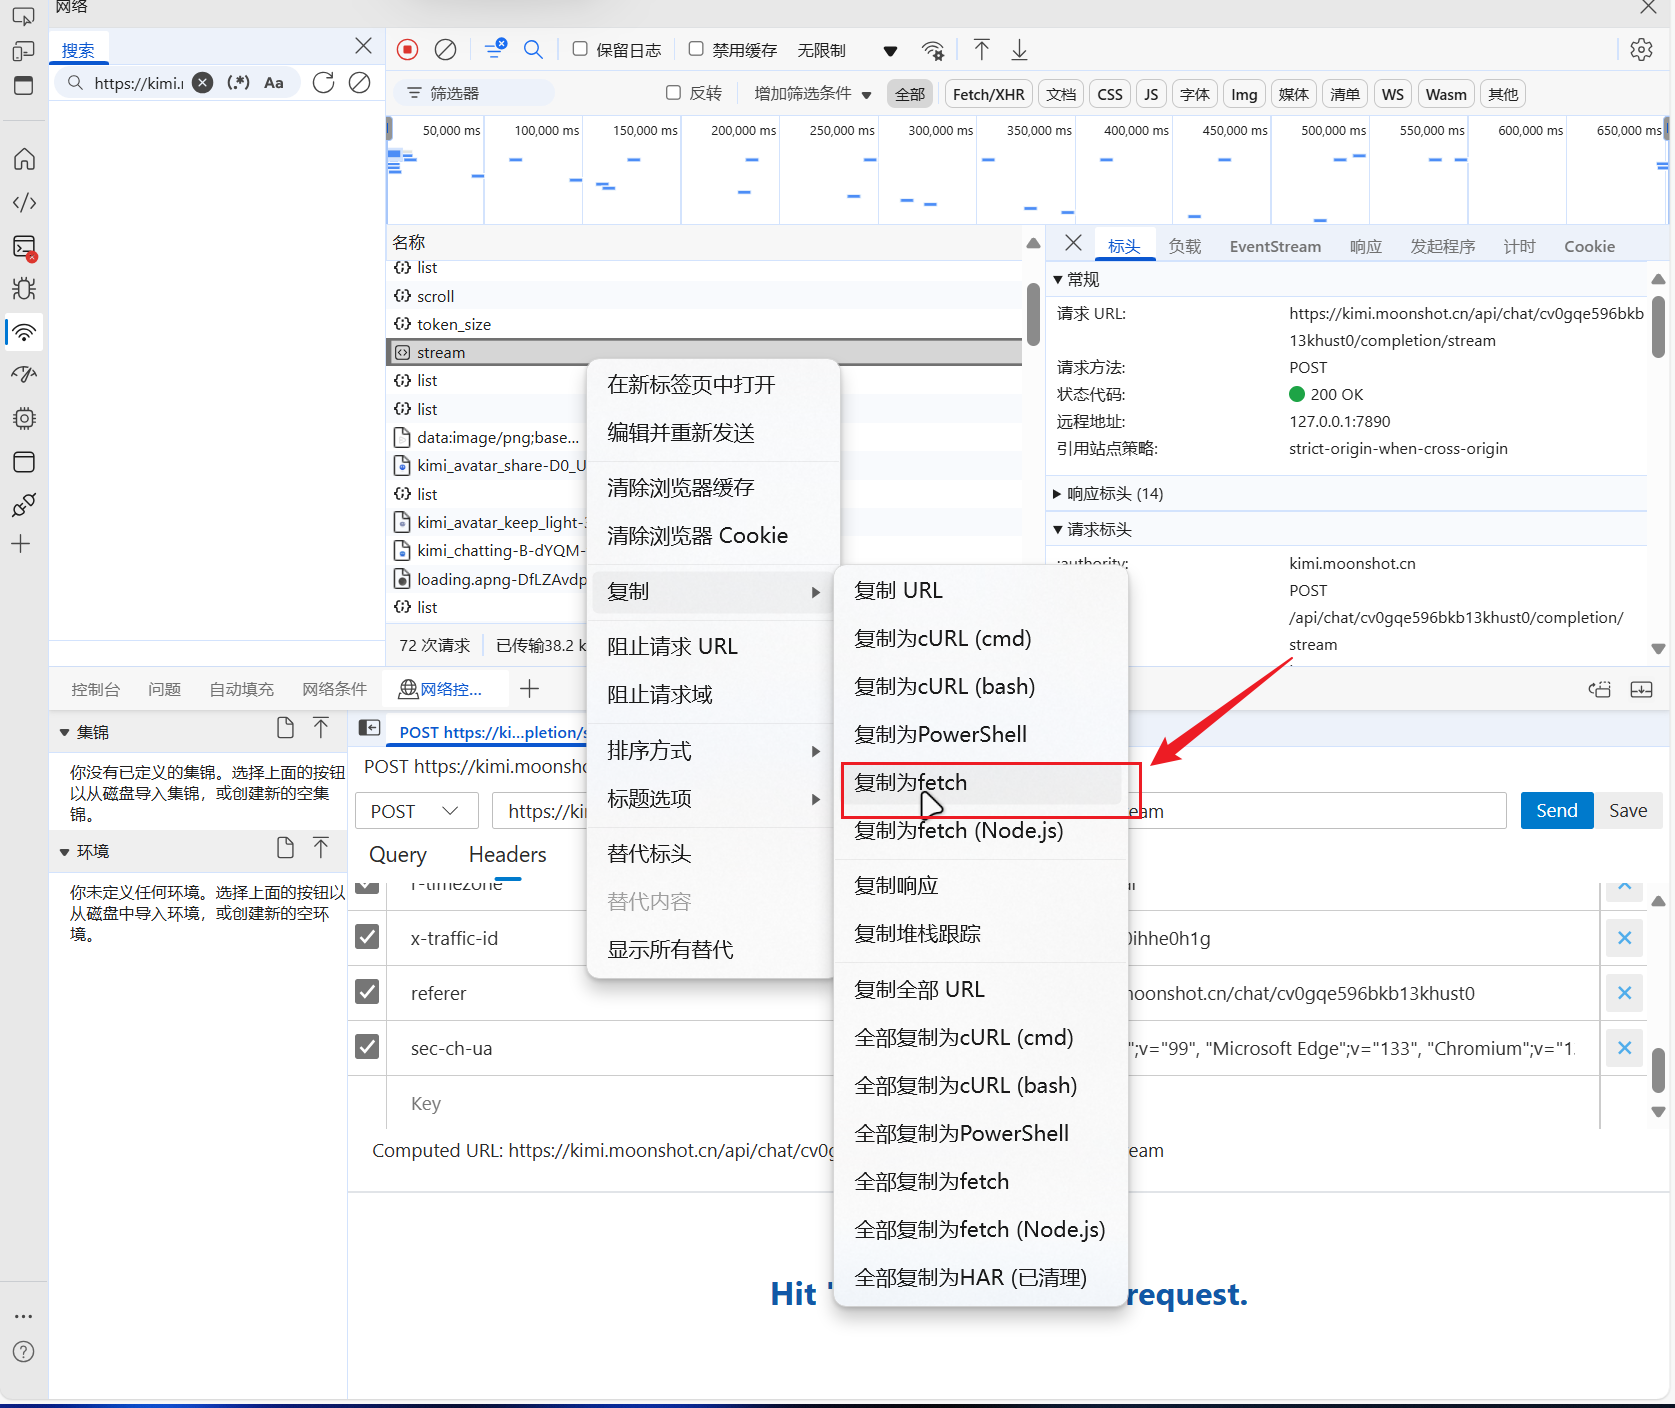 网络
搜索
https://kimi.r
(.*)
Aa
保留日志
禁用缓存
无限制
筛选器
反转
增加筛选条件
全部
Fetch/XHR
文档
CSS
JS
字体
Img
媒体
清单
WS
Wasm
其他
50,000 ms
100,000 ms
150,000 ms
200,000 ms
250,000 ms
300,000 ms
350,000 ms
400,000 ms
450,000 ms
500,000 ms
550,000 ms
600,000 ms
650,000 ms
名称
list
scroll
token_size
stream
list
list
data:image/png;base...
kimi_avatar_share-D0_U
list
kimi_avatar_keep_light-
kimi_chatting-B-dYQM-
loading.apng-DfLZAvdp
list
72 次请求
已传输38.2 k
标头
负载
EventStream
响应
发起程序
计时
Cookie
常规
请求 URL:
https://kimi.moonshot.cn/api/chat/cv0gqe596bkb
13khust0/completion/stream
请求方法:
POST
状态代码:
200 OK
远程地址:
127.0.0.1:7890
引用站点策略:
strict-origin-when-cross-origin
响应标头 (14)
请求标头
:authority:
kimi.moonshot.cn
POST
/api/chat/cv0gqe596bkb13khust0/completion/
stream
在新标签页中打开
编辑并重新发送
清除浏览器缓存
清除浏览器 Cookie
复制
阻止请求 URL
阻止请求域
排序方式
标题选项
替代标头
替代内容
显示所有替代
复制 URL
复制为cURL (cmd)
复制为cURL (bash)
复制为PowerShell
复制为fetch
复制为fetch (Node.js)
复制响应
复制堆栈跟踪
复制全部 URL
全部复制为cURL (cmd)
全部复制为cURL (bash)
全部复制为PowerShell
全部复制为fetch
全部复制为fetch (Node.js)
全部复制为HAR (已清理)
控制台
问题
自动填充
网络条件
网络控...
集锦
你没有已定义的集锦。选择上面的按钮
以从磁盘导入集锦，或创建新的空集
锦。
环境
你未定义任何环境。选择上面的按钮以
从磁盘中导入环境，或创建新的空环
境。
POST https://ki...pletion/s
POST https://kimi.moonsho
POST
https://ki
eam
Send
Save
Query
Headers
r-timezone
x-traffic-id
0ihhe0h1g
referer
noonshot.cn/chat/cv0gqe596bkb13khust0
sec-ch-ua
";v="99", "Microsoft Edge";v="133", "Chromium";v="1
Key
Computed URL: https://kimi.moonshot.cn/api/chat/cv0g
eam
Hit '
request.